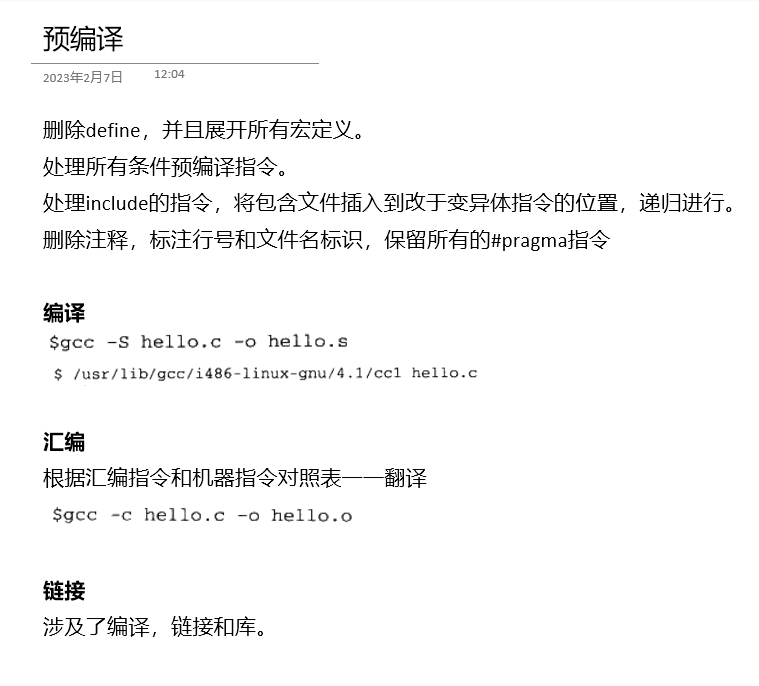 预编译
2023年2月7日 12:04
删除define，并且展开所有宏定义。
处理所有条件预编译指令。
处理include的指令，将包含文件插入到改于变异体指令的位置，递归进行。
删除注释，标注行号和文件名标识，保留所有的#pragma指令
编译
$gcc -S hello.c -o hello.s
$ /usr/lib/gcc/i486-linux-gnu/4.1/cc1 hello.c
汇编
根据汇编指令和机器指令对照表一一翻译
$gcc -c hello.c -o hello.o
链接
涉及了编译，链接和库。